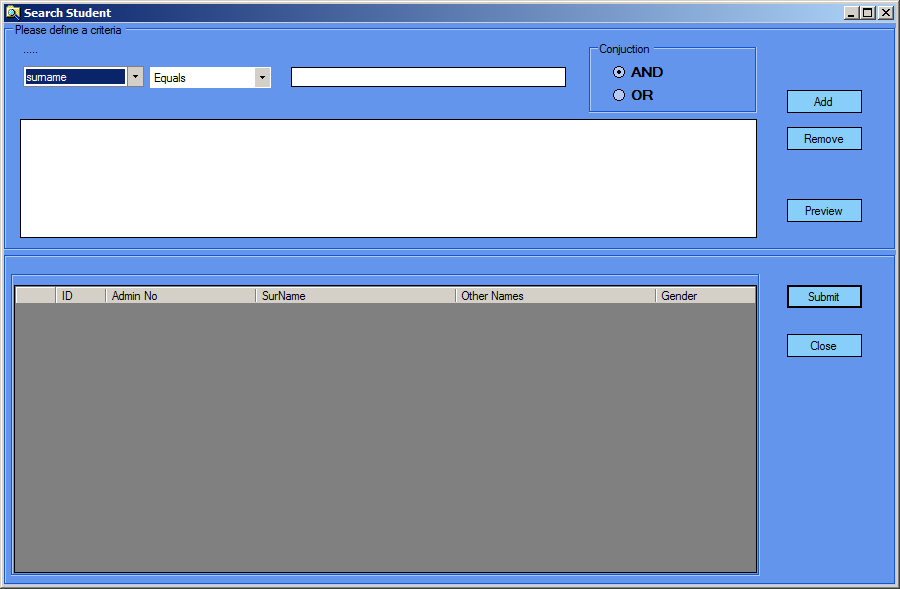 Search Student
Please define a criteria
.....
surname Equals
Conjuction
AND
OR
Add
Remove
Preview
ID Admin No SurName Other Names Gender
Submit
Close